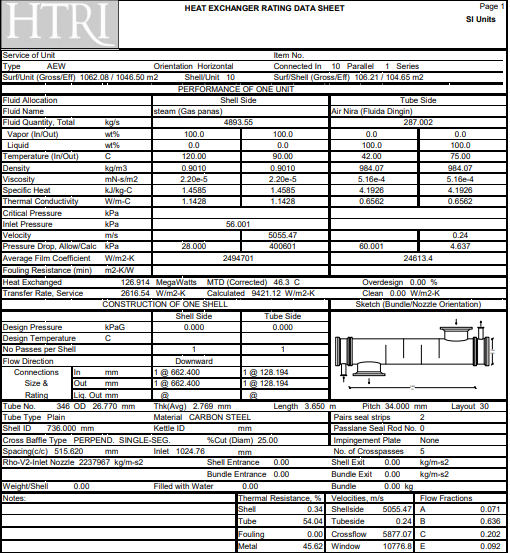 HTRI
HEAT EXCHANGER RATING DATA SHEET
Page 1
SI Units
Service of Unit Item No.
Type AEW Orientation Horizontal Connected In 10 Parallel 1 Series
Surf/Unit (Gross/Eff) 1062.08 / 1046.50 m2 Shell/Unit 10 Surf/Shell (Gross/Eff) 106.21 / 104.65 m2
PERFORMANCE OF ONE UNIT
Fluid Allocation Shell Side Tube Side
Fluid Name steam (Gas panas) Air Nira (Fluida Dingin)
Fluid Quantity, Total kg/s 4893.55 287.002
Vapor (In/Out) wt% 100.0 100.0 0.0 0.0
Liquid wt% 0.0 0.0 100.0 100.0
Temperature (In/Out) C 120.00 90.00 42.00 75.00
Density kg/m3 0.9010 0.9010 984.07 984.07
Viscosity mN-s/m2 2.20e-5 2.20e-5 5.16e-4 5.16e-4
Specific Heat kJ/kg-C 1.4585 1.4585 4.1926 4.1926
Thermal Conductivity W/m-C 1.1428 1.1428 0.6562 0.6562
Critical Pressure kPa
Inlet Pressure kPa 56.001
Velocity m/s 5055.47 0.24
Pressure Drop, Allow/Calc kPa 28.000 400601 60.001 4.637
Average Film Coefficient W/m2-K 2494701 24613.4
Fouling Resistance (min) m2-K/W
Heat Exchanged 126.914 MegaWatts MTD (Corrected) 46.3 C Overdesign 0.00 %
Transfer Rate, Service 2616.54 W/m2-K Calculated 9421.12 W/m2-K Clean 0.00 W/m2-K
CONSTRUCTION OF ONE SHELL Sketch (Bundle/Nozzle Orientation)
Shell Side Tube Side
Design Pressure kPaG 0.000 0.000
Design Temperature C
No Passes per Shell 1 1
Flow Direction Downward
Connections In mm 1 @ 662.400 1 @ 128.194
Size & Out mm 1 @ 662.400 1 @ 128.194
Rating Liq. Out mm @ @
Tube No. 346 OD 26.770 mm Thk(Avg) 2.769 mm Length 3.650 m Pitch 34.000 mm Layout 30
Tube Type Plain Material CARBON STEEL Pairs seal strips 2
Shell ID 736.000 mm Kettle ID mm Passlane Seal Rod No. 0
Cross Baffle Type PERPEND. SINGLE-SEG. %Cut (Diam) 25.00 Impingement Plate None
Spacing(c/c) 515.620 mm Inlet 1024.76 mm No. of Crosspasses 5
Rho-V2-Inlet Nozzle 2237967 kg/m-s2 Shell Entrance 0.00 Shell Exit 0.00 kg/m-s2
Bundle Entrance 0.00 Bundle Exit 0.00 kg/m-s2
Weight/Shell 0.00 Filled with Water 0.00 Bundle 0.00 kg
Notes: Thermal Resistance, % Velocities, m/s Flow Fractions
Shell 0.34 Shellside 5055.47 A 0.071
Tube 54.04 Tubeside 0.24 B 0.636
Fouling 0.00 Crossflow 5877.07 C 0.202
Metal 45.62 Window 10776.8 E 0.092